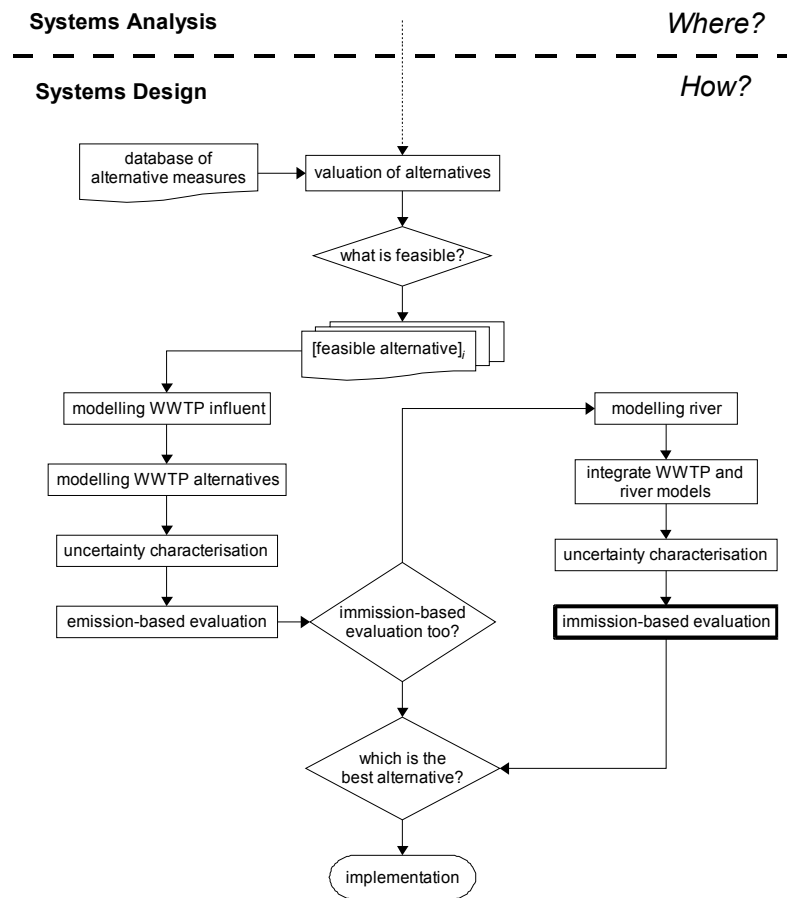 Systems Analysis
Where?
Systems Design
How?
database of
alternative measures
valuation of alternatives
what is feasible?
[feasible alternative]i
modelling WWTP influent
modelling river
modelling WWTP alternatives
integrate WWTP and
river models
uncertainty characterisation
uncertainty characterisation
emission-based evaluation
immission-based
evaluation too?
immission-based evaluation
which is the
best alternative?
implementation